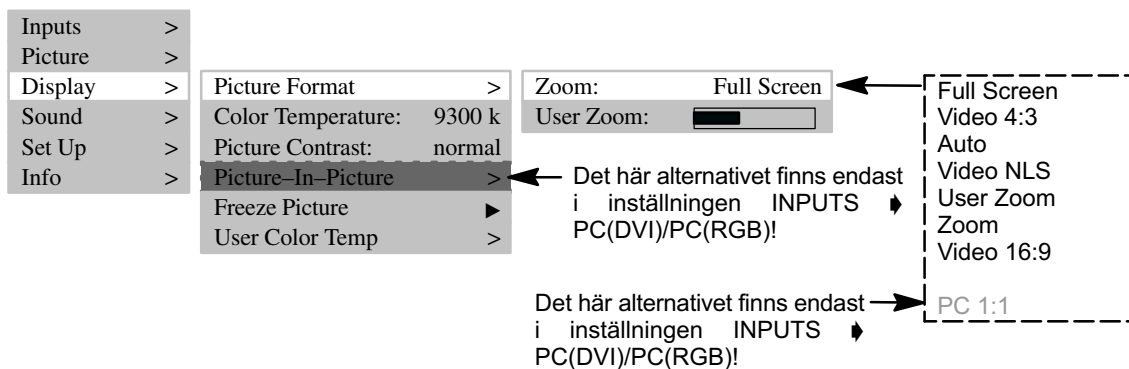 Inputs >
Picture >
Display >
Sound >
Set Up >
Info >
Picture Format >
Color Temperature: 9300 k
Picture Contrast: normal
Picture–In–Picture >
Freeze Picture ▶
User Color Temp >
Zoom: Full Screen
User Zoom:
Full Screen
Video 4:3
Auto
Video NLS
User Zoom
Zoom
Video 16:9
PC 1:1
Det här alternativet finns endast
i inställningen INPUTS ➧
PC(DVI)/PC(RGB)!
Det här alternativet finns endast
i inställningen INPUTS ➧
PC(DVI)/PC(RGB)!